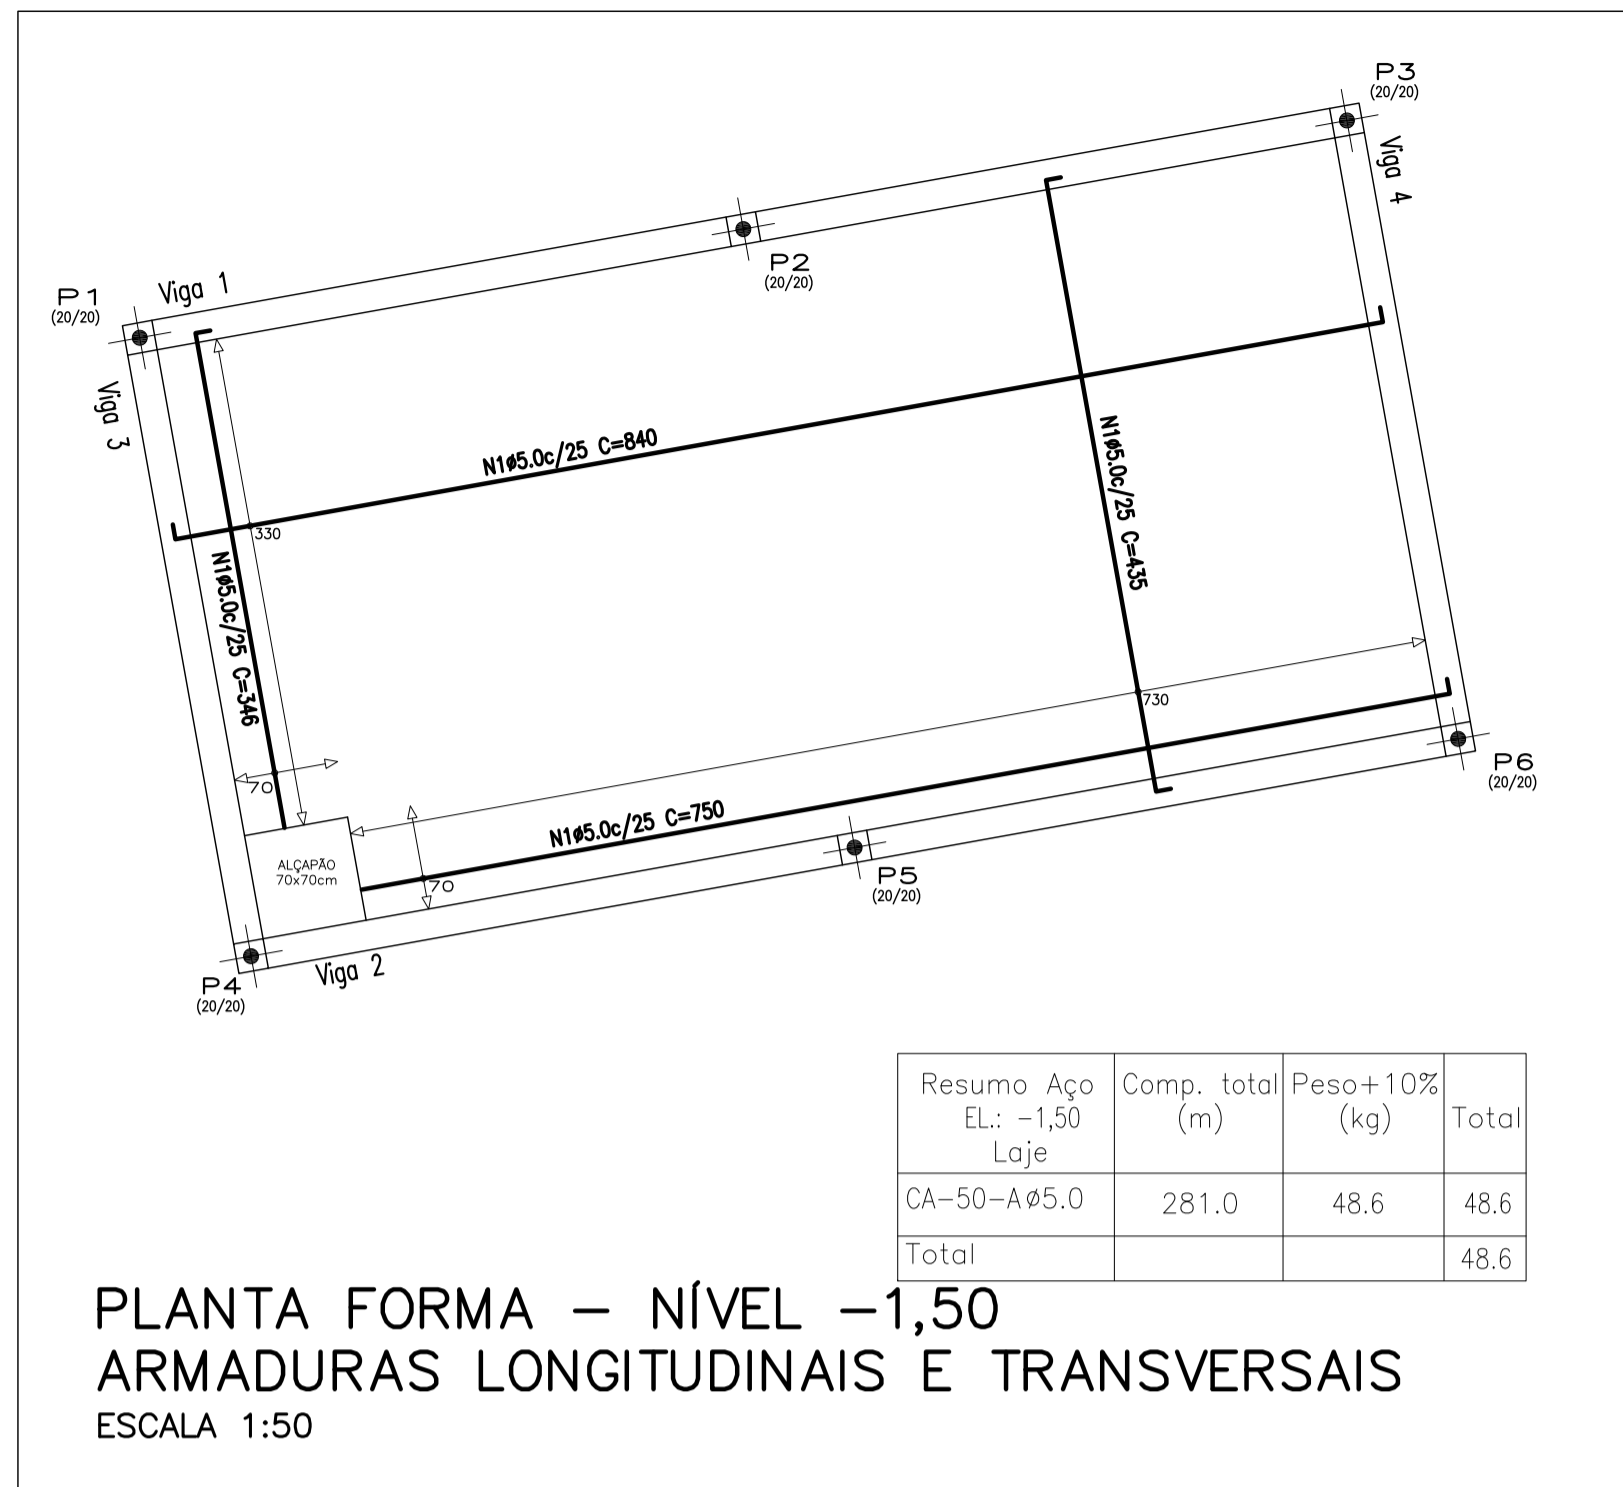 P3
(20/20)
Viga 4
P2
(20/20)
Viga 1
P1
(20/20)
Viga 3
N1ø5.0c/25 C=840
N1ø5.0c/25 C=435
330
N1ø5.0c/25 C=346
730
70
N1ø5.0c/25 C=750
ALÇAPÃO
70x70cm
70
P6
(20/20)
P5
(20/20)
Viga 2
P4
(20/20)
Resumo Aço EL.: -1,50 Laje
Comp. total (m)
Peso+10% (kg)
Total
CA-50-Aø5.0 281.0 48.6 48.6
Total 48.6
PLANTA FORMA - NÍVEL -1,50
ARMADURAS LONGITUDINAIS E TRANSVERSAIS
ESCALA 1:50